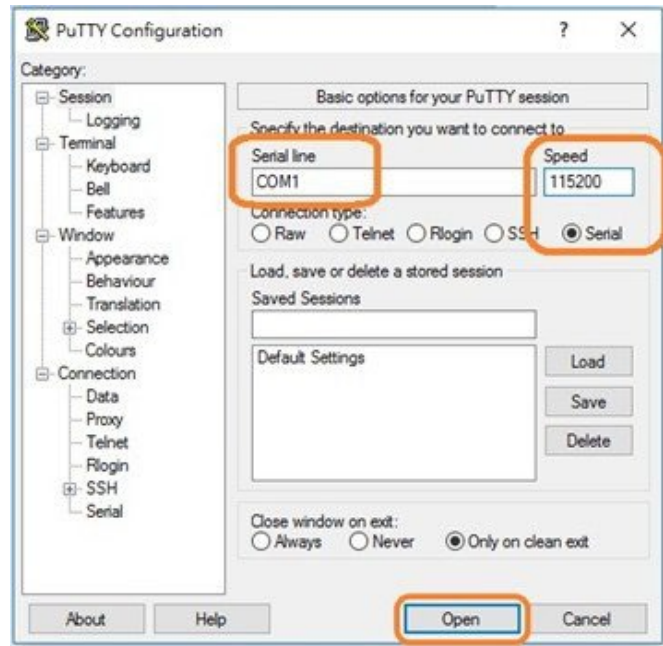 PuTTY Configuration ? X
Category:
Session
Logging
Terminal
Keyboard
Bell
Features
Window
Appearance
Behaviour
Translation
Selection
Colours
Connection
Data
Proxy
Telnet
Rlogin
SSH
Serial
Basic options for your PuTTY session
Specify the destination you want to connect to
Serial line Speed
COM1 115200
Connection type:
Raw Telnet Rlogin SSH Serial
Load, save or delete a stored session
Saved Sessions
Default Settings
Load
Save
Delete
Close window on exit:
Always Never Only on clean exit
About Help Open Cancel